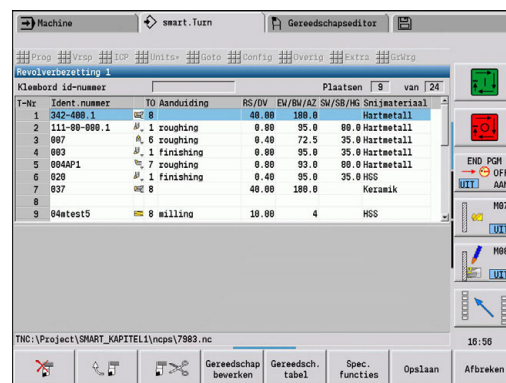 Machine smart.Turn Gereedschapseditor
Prog Vrsp ICP Units» Goto Config Overig Extra GrWrg
Revolverbezetting 1
Klembord id-nummer Plaatsen 9 van 24
T-Nr Ident.nummer TO Aanduiding RS/DV EW/BW/AZ SW/SB/HG Snijmateriaal
1 342-400.1 8 40.00 180.0 Hartmetall
2 111-80-080.1 1 roughing 0.80 95.0 80.0 Hartmetall
3 007 6 roughing 0.40 72.5 35.0 Hartmetall
4 003 1 finishing 0.80 95.0 35.0 Hartmetall
5 004AP1 7 roughing 0.80 93.0 80.0 Hartmetall
6 020 1 finishing 0.40 95.0 35.0 HSS
7 037 8 40.00 180.0 Keramik
8
9 04mtest5 8 milling 10.00 4 HSS
1
0
END PGM
OFF
UIT AAN
M07
UIT
M08
UIT
TNC:\Project\SMART_KAPITEL1\ncps\7983.nc
16:56
Gereedschap bewerken
Gereedsch. tabel
Spec. functies
Opslaan
Afbreken